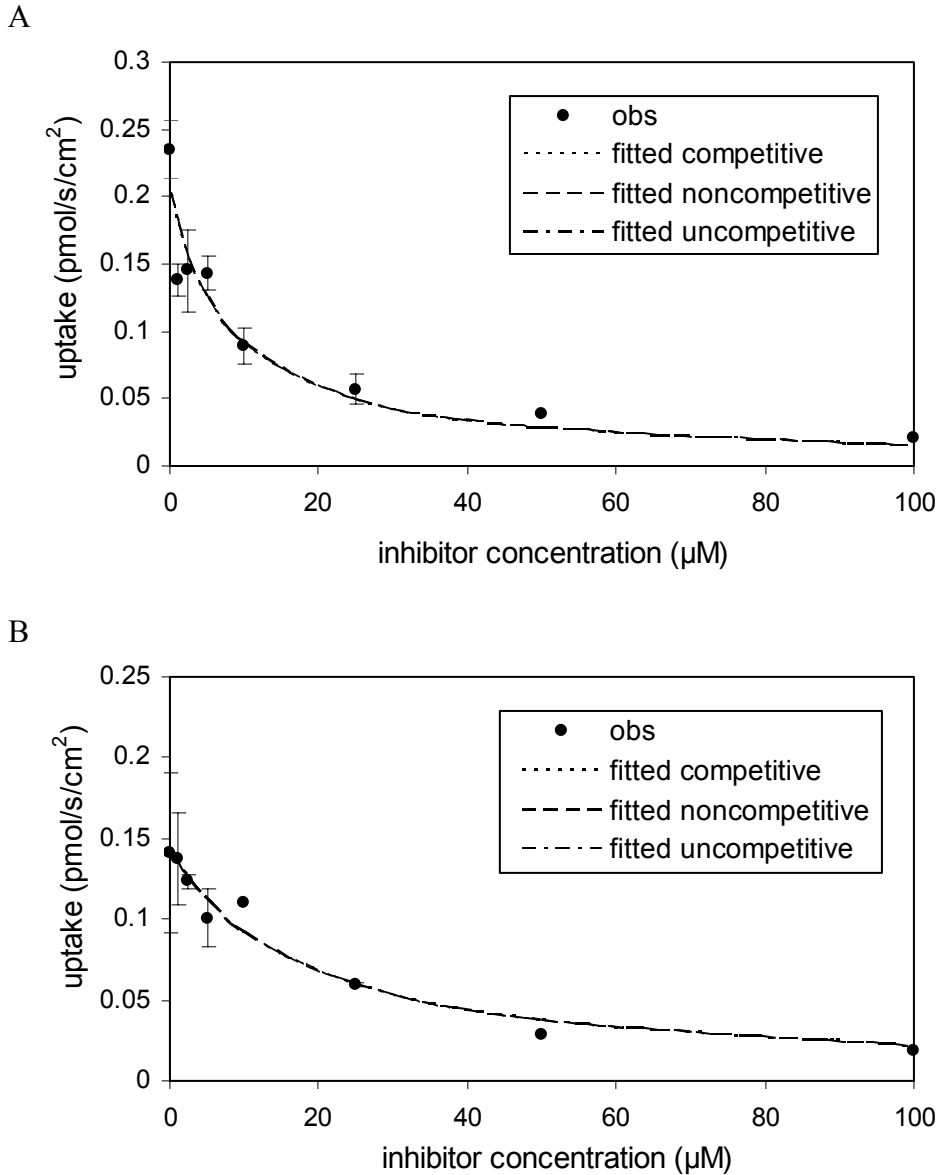 A
0.3
0.25
0.2
0.15
0.1
0.05
0
uptake (pmol/s/cm²)
obs
fitted competitive
fitted noncompetitive
fitted uncompetitive
0 20 40 60 80 100
inhibitor concentration (µM)
B
0.25
0.2
0.15
0.1
0.05
0
uptake (pmol/s/cm²)
obs
fitted competitive
fitted noncompetitive
fitted uncompetitive
0 20 40 60 80 100
inhibitor concentration (µM)